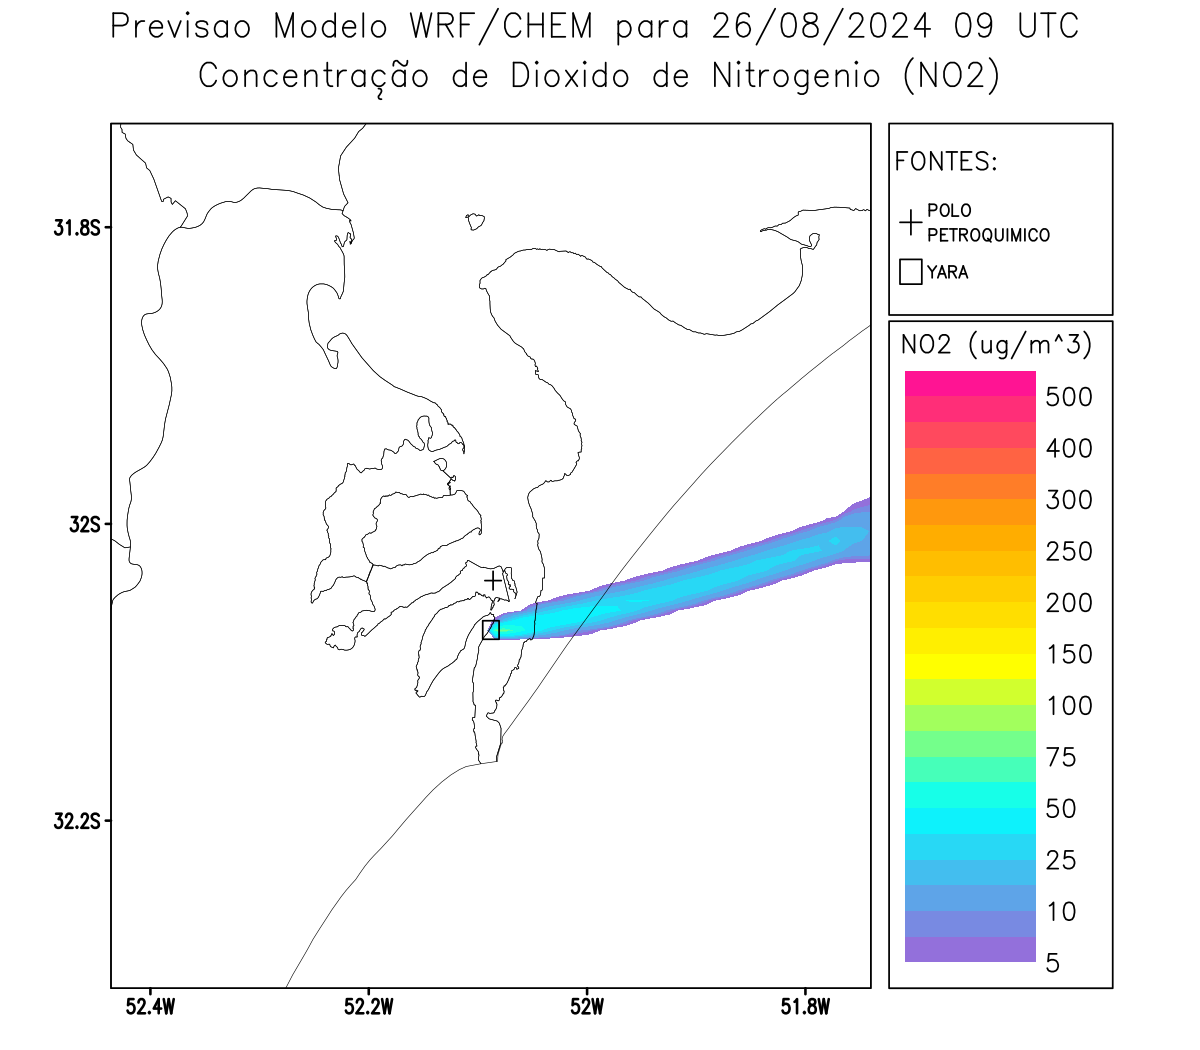 Previsao Modelo WRF/CHEM para 26/08/2024 09 UTC
Concentração de Dioxido de Nitrogenio (NO2)
FONTES:
POLO
PETROQUIMICO
YARA
NO2 (ug/m^3)
500
400
300
250
200
150
100
75
50
25
10
5
31.8S
32S
32.2S
52.4W
52.2W
52W
51.8W